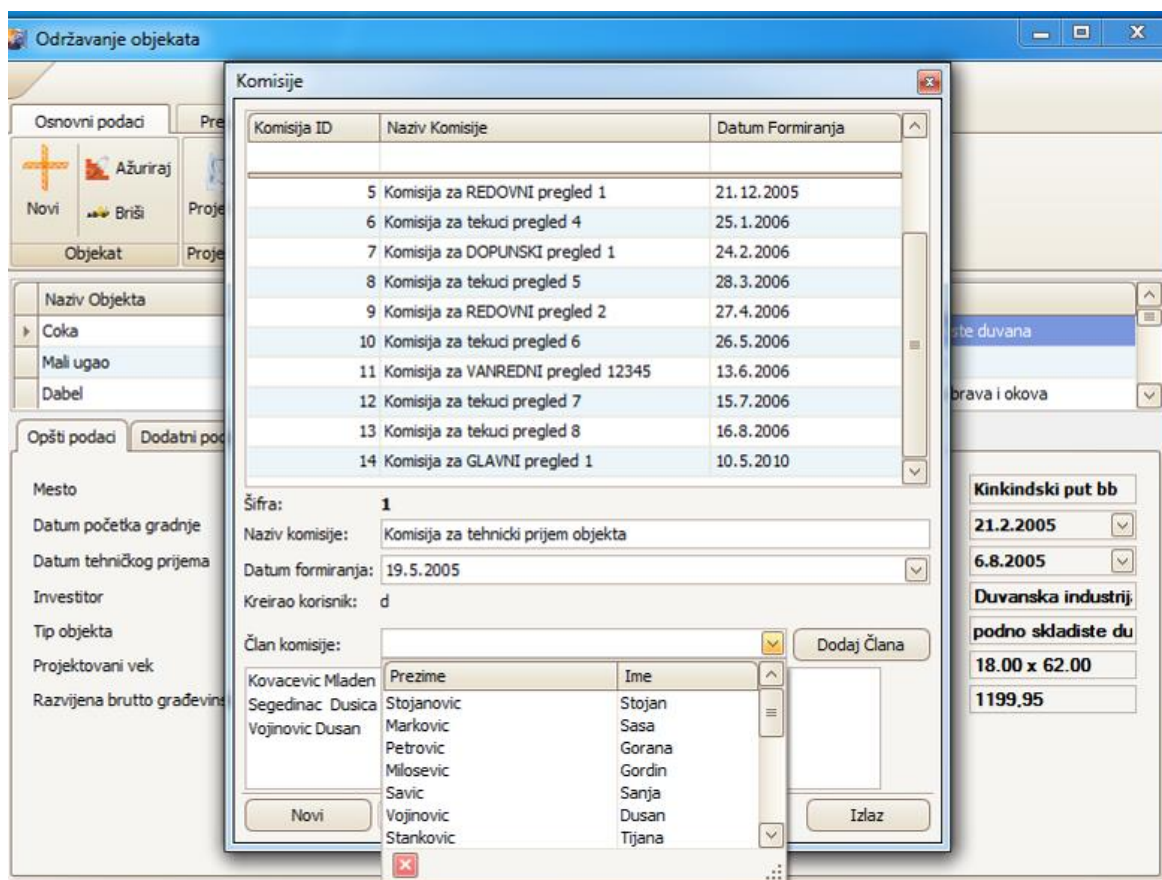 Održavanje objekata
Komisije
Osnovni podaci Pre
Novi Ažuriraj Briši Proje
Objekat Proje
Naziv Objekta
Coka ste duvana
Mali ugao
Dabel brava i okova
Opšti podaci Dodatni pod
Komisija ID Naziv Komisije Datum Formiranja
5 Komisija za REDOVNI pregled 1 21.12.2005
6 Komisija za tekuci pregled 4 25.1.2006
7 Komisija za DOPUNSKI pregled 1 24.2.2006
8 Komisija za tekuci pregled 5 28.3.2006
9 Komisija za REDOVNI pregled 2 27.4.2006
10 Komisija za tekuci pregled 6 26.5.2006
11 Komisija za VANREDNI pregled 12345 13.6.2006
12 Komisija za tekuci pregled 7 15.7.2006
13 Komisija za tekuci pregled 8 16.8.2006
14 Komisija za GLAVNI pregled 1 10.5.2010
Šifra: 1
Naziv komisije: Komisija za tehnicki prijem objekta
Datum formiranja: 19.5.2005
Kreirao korisnik: d
Član komisije: Dodaj Člana
Kovacevic Mladen
Segedinac Dusica
Vojinovic Dusan
Prezime Ime
Stojanovic Stojan
Markovic Sasa
Petrovic Gorana
Milosevic Gordin
Savic Sanja
Vojinovic Dusan
Stankovic Tijana
Novi Izlaz
Mesto Kinkindski put bb
Datum početka gradnje 21.2.2005
Datum tehničkog prijema 6.8.2005
Investitor Duvanska industrij
Tip objekta podno skladiste du
Projektovani vek 18.00 x 62.00
Razvijena brutto građevins 1199,95